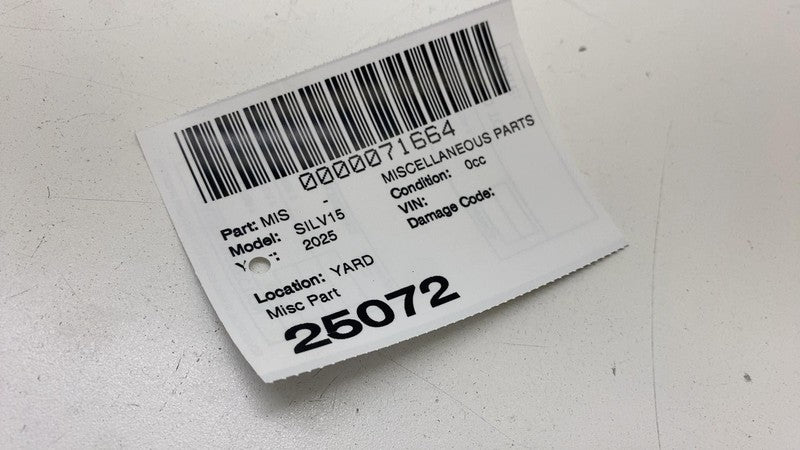 0000071664
Part: MIS -
MISCELLANEOUS PARTS
Model: SILV15
Condition: 0cc
2025
VIN:
Damage Code:
Location: YARD
Misc Part
25072